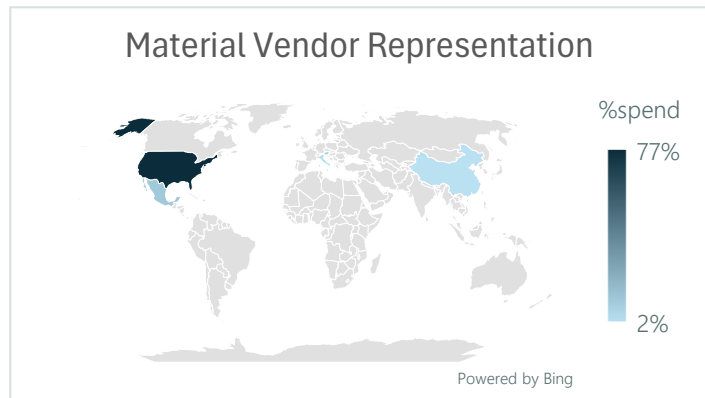 Material Vendor Representation
%spend
77%
2%
Powered by Bing